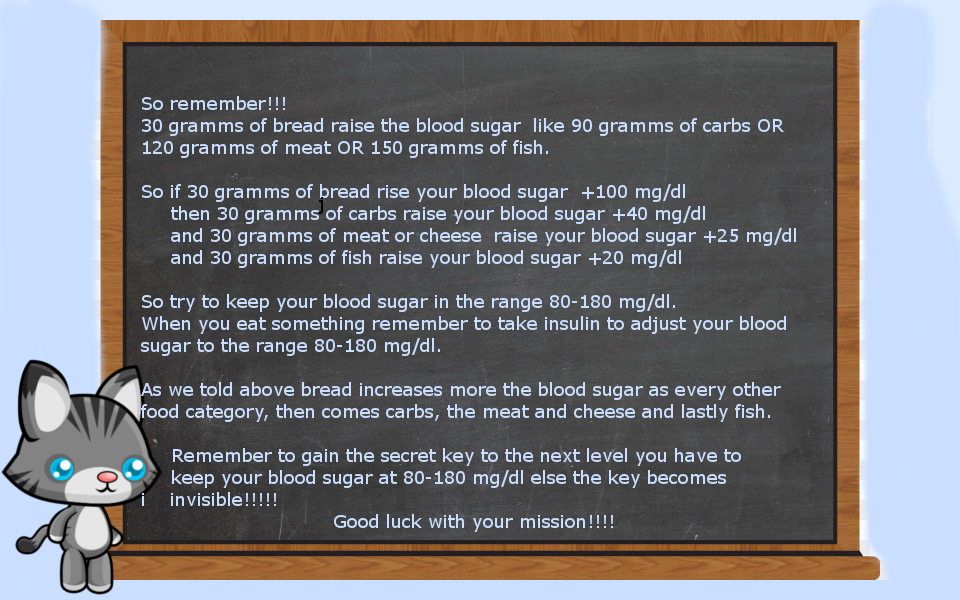 So remember!!!
30 gramms of bread raise the blood sugar  like 90 gramms of carbs OR
120 gramms of meat OR 150 gramms of fish.
So if 30 gramms of bread rise your blood sugar  +100 mg/dl
then 30 gramms of carbs raise your blood sugar +40 mg/dl
and 30 gramms of meat or cheese  raise your blood sugar +25 mg/dl
and 30 gramms of fish raise your blood sugar +20 mg/dl
So try to keep your blood sugar in the range 80-180 mg/dl.
When you eat something remember to take insulin to adjust your blood
sugar to the range 80-180 mg/dl.
As we told above bread increases more the blood sugar as every other
food category, then comes carbs, the meat and cheese and lastly fish.
Remember to gain the secret key to the next level you have to
keep your blood sugar at 80-180 mg/dl else the key becomes
i    invisible!!!!!
Good luck with your mission!!!!